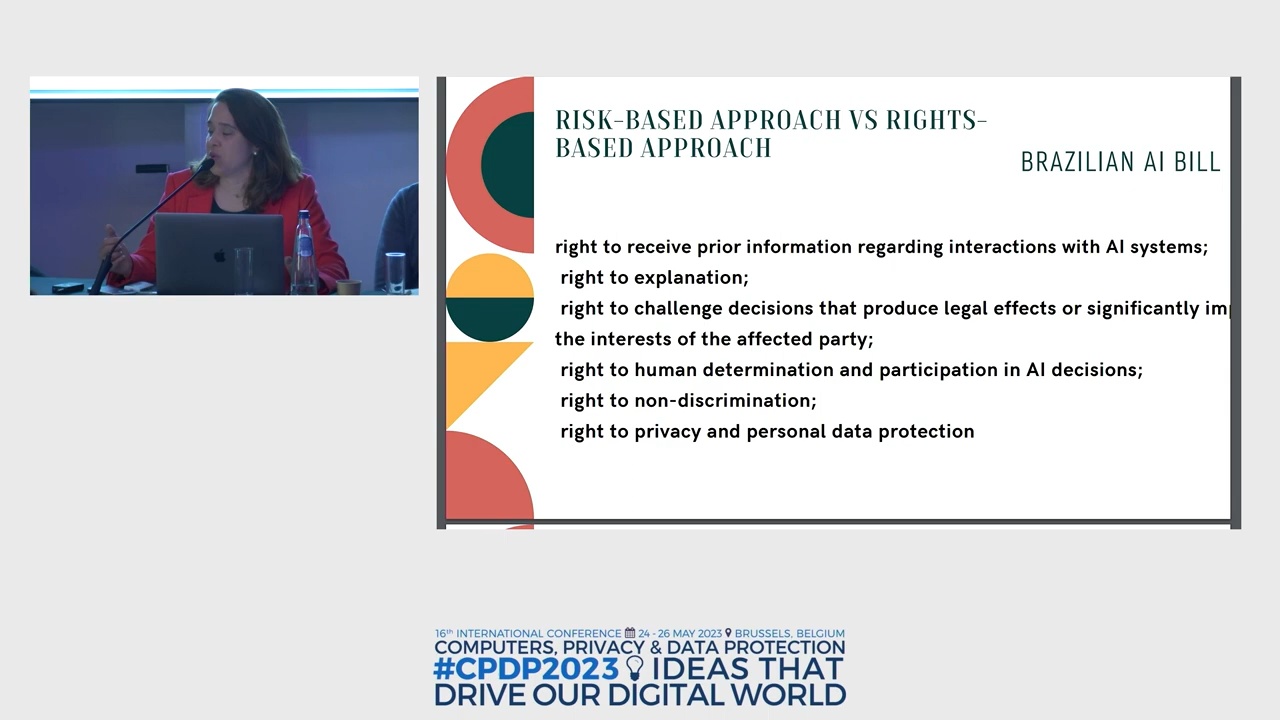 RISK-BASED APPROACH VS RIGHTS-
BASED APPROACH
BRAZILIAN AI BILL
right to receive prior information regarding interactions with AI systems;
right to explanation;
right to challenge decisions that produce legal effects or significantly
the interests of the affected party;
right to human determination and participation in AI decisions;
right to non-discrimination;
right to privacy and personal data protection
16th INTERNATIONAL CONFERENCE 24 - 26 MAY 2023 BRUSSELS, BELGIUM
COMPUTERS, PRIVACY & DATA PROTECTION
#CPDP2023 IDEAS THAT
DRIVE OUR DIGITAL WORLD